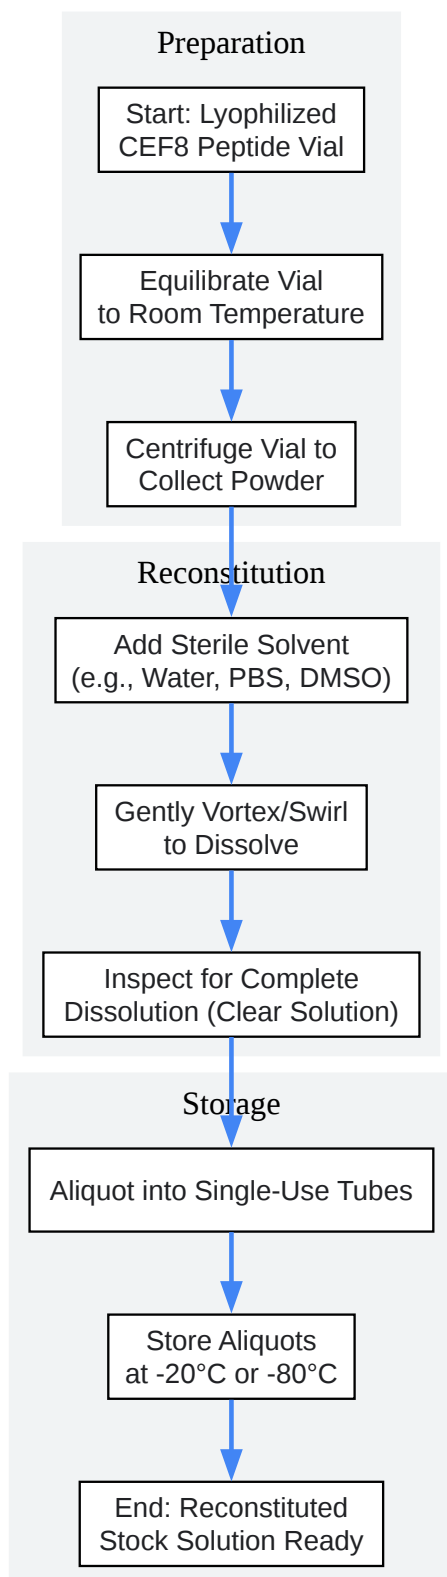 Preparation
Start: Lyophilized
CEF8 Peptide Vial
Equilibrate Vial
to Room Temperature
Centrifuge Vial to
Collect Powder
Reconstitution
Add Sterile Solvent
(e.g., Water, PBS, DMSO)
Gently Vortex/Swirl
to Dissolve
Inspect for Complete
Dissolution (Clear Solution)
Storage
Aliquot into Single-Use Tubes
Store Aliquots
at -20°C or -80°C
End: Reconstituted
Stock Solution Ready